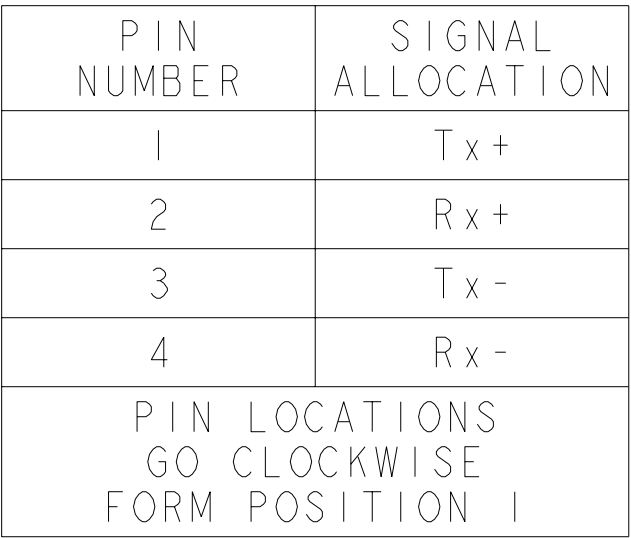 PIN NUMBER SIGNAL ALLOCATION
1 Tx+
2 Rx+
3 Tx-
4 Rx-
PIN LOCATIONS
GO CLOCKWISE
FORM POSITION 1